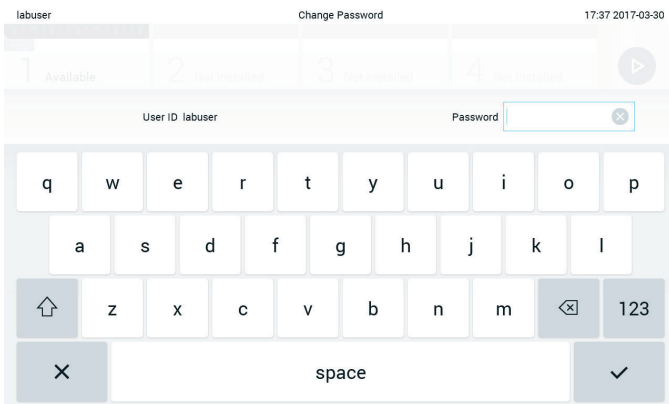 labuser Change Password 17:37 2017-03-30
1 Available 2 Not Installed 3 Not Installed 4 Not Installed
User ID labuser Password
q w e r t y u i o p
a s d f g h j k l
z x c v b n m 123
space